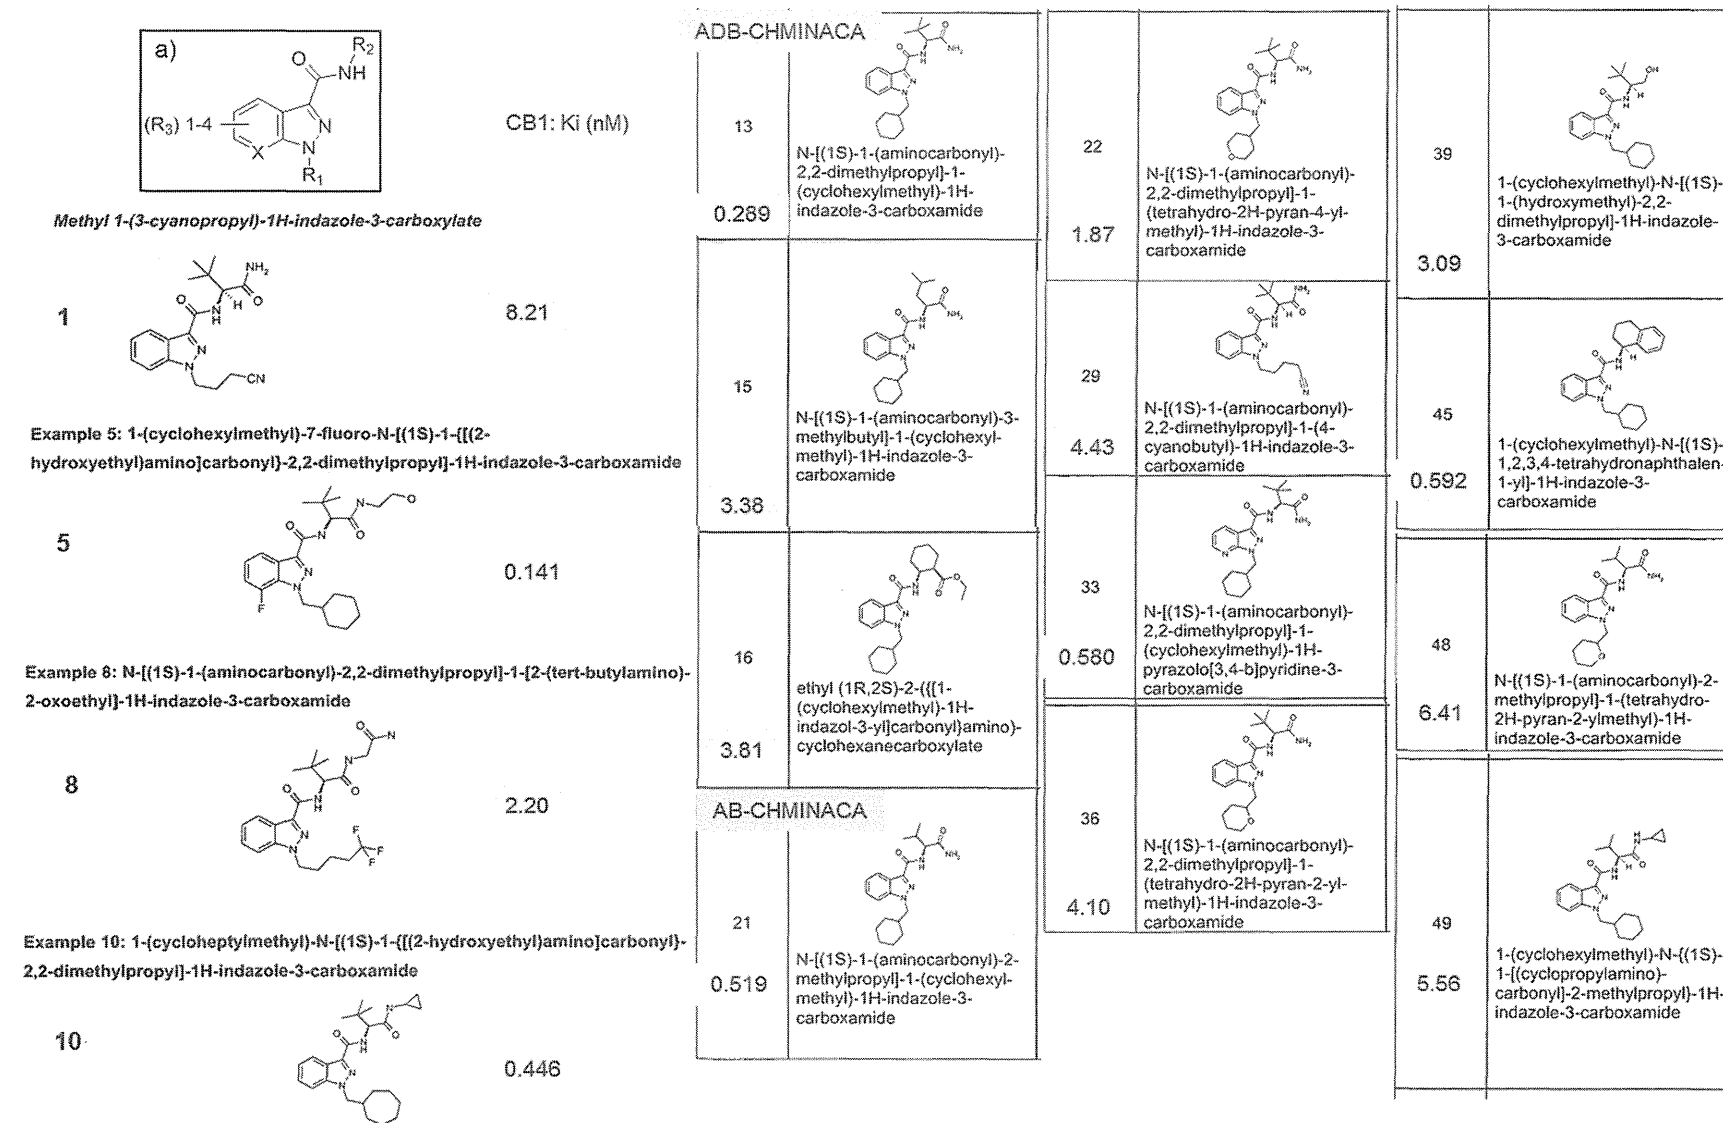 a)
R2
O
NH
(R3) 1-4
N
X
N
R1
CB1: Ki (nM)
Methyl 1-(3-cyanopropyl)-1H-indazole-3-carboxylate
1
NH2
O
N
H
H
O
N
N
CN
8.21
Example 5: 1-(cyclohexylmethyl)-7-fluoro-N-[(1S)-1-{[(2-
hydroxyethyl)amino]carbonyl}-2,2-dimethylpropyl]-1H-indazole-3-carboxamide
5
N
O
O
O
N
N
N
F
0.141
Example 8: N-[(1S)-1-(aminocarbonyl)-2,2-dimethylpropyl]-1-[2-(tert-butylamino)-
2-oxoethyl]-1H-indazole-3-carboxamide
8
O
N
N
O
O
N
H
N
N
F
F
F
2.20
Example 10: 1-(cycloheptylmethyl)-N-[(1S)-1-{[(2-hydroxyethyl)amino]carbonyl}-
2,2-dimethylpropyl]-1H-indazole-3-carboxamide
10
N
O
O
N
H
N
N
0.446
ADB-CHMINACA
13
O
NH2
O
N
H
N
N
N-[(1S)-1-(aminocarbonyl)-
2,2-dimethylpropyl]-1-
(cyclohexylmethyl)-1H-
indazole-3-carboxamide
0.289
15
O
NH2
O
N
H
N
N
N-[(1S)-1-(aminocarbonyl)-3-
methylbutyl]-1-(cyclohexyl-
methyl)-1H-indazole-3-
carboxamide
3.38
16
O
N
H
O
O
N
N
ethyl (1R,2S)-2-({[1-
(cyclohexylmethyl)-1H-
indazol-3-yl]carbonyl}amino)-
cyclohexanecarboxylate
3.81
AB-CHMINACA
21
O
NH2
O
N
H
N
N
N-[(1S)-1-(aminocarbonyl)-2-
methylpropyl]-1-(cyclohexyl-
methyl)-1H-indazole-3-
carboxamide
0.519
22
O
NH2
O
N
H
N
N
O
N-[(1S)-1-(aminocarbonyl)-
2,2-dimethylpropyl]-1-
(tetrahydro-2H-pyran-4-yl-
methyl)-1H-indazole-3-
carboxamide
1.87
29
NH2
O
N
H
H
O
N
N
N
N-[(1S)-1-(aminocarbonyl)-
2,2-dimethylpropyl]-1-(4-
cyanobutyl)-1H-indazole-3-
carboxamide
4.43
33
O
NH2
O
N
H
N
N
N
N-[(1S)-1-(aminocarbonyl)-
2,2-dimethylpropyl]-1-
(cyclohexylmethyl)-1H-
pyrazolo[3,4-b]pyridine-3-
carboxamide
0.580
36
O
NH2
O
N
H
N
N
O
N-[(1S)-1-(aminocarbonyl)-
2,2-dimethylpropyl]-1-
(tetrahydro-2H-pyran-2-yl-
methyl)-1H-indazole-3-
carboxamide
4.10
39
OH
O
N
H
H
N
N
1-(cyclohexylmethyl)-N-[(1S)-
1-(hydroxymethyl)-2,2-
dimethylpropyl]-1H-indazole-
3-carboxamide
3.09
45
O
N
H
H
N
N
1-(cyclohexylmethyl)-N-[(1S)-
1,2,3,4-tetrahydronaphthalen-
1-yl]-1H-indazole-3-
carboxamide
0.592
48
O
NH2
O
N
H
N
N
O
N-[(1S)-1-(aminocarbonyl)-2-
methylpropyl]-1-(tetrahydro-
2H-pyran-2-ylmethyl)-1H-
indazole-3-carboxamide
6.41
49
H
N
O
N
H
H
O
N
N
1-(cyclohexylmethyl)-N-{(1S)-
1-[(cyclopropylamino)-
carbonyl]-2-methylpropyl}-1H-
indazole-3-carboxamide
5.56